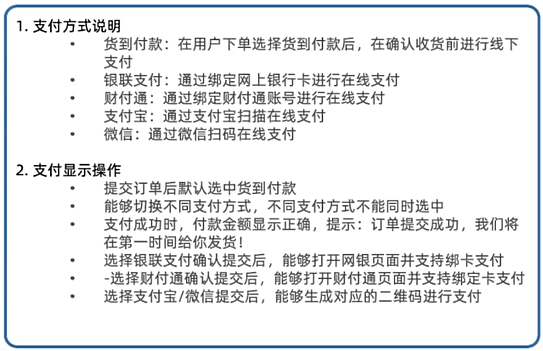 1. 支付方式说明
• 货到付款：在用户下单选择货到付款后，在确认收货前进行线下
支付
• 银联支付：通过绑定网上银行卡进行在线支付
• 财付通：通过绑定财付通账号进行在线支付
• 支付宝：通过支付宝扫描在线支付
• 微信：通过微信扫码在线支付
2. 支付显示操作
• 提交订单后默认选中货到付款
• 能够切换不同支付方式，不同支付方式不能同时选中
• 支付成功时，付款金额显示正确，提示：订单提交成功，我们将
在第一时间给你发货！
• 选择银联支付确认提交后，能够打开网银页面并支持绑卡支付
• -选择财付通确认提交后，能够打开财付通页面并支持绑定卡支付
• 选择支付宝/微信提交后，能够生成对应的二维码进行支付